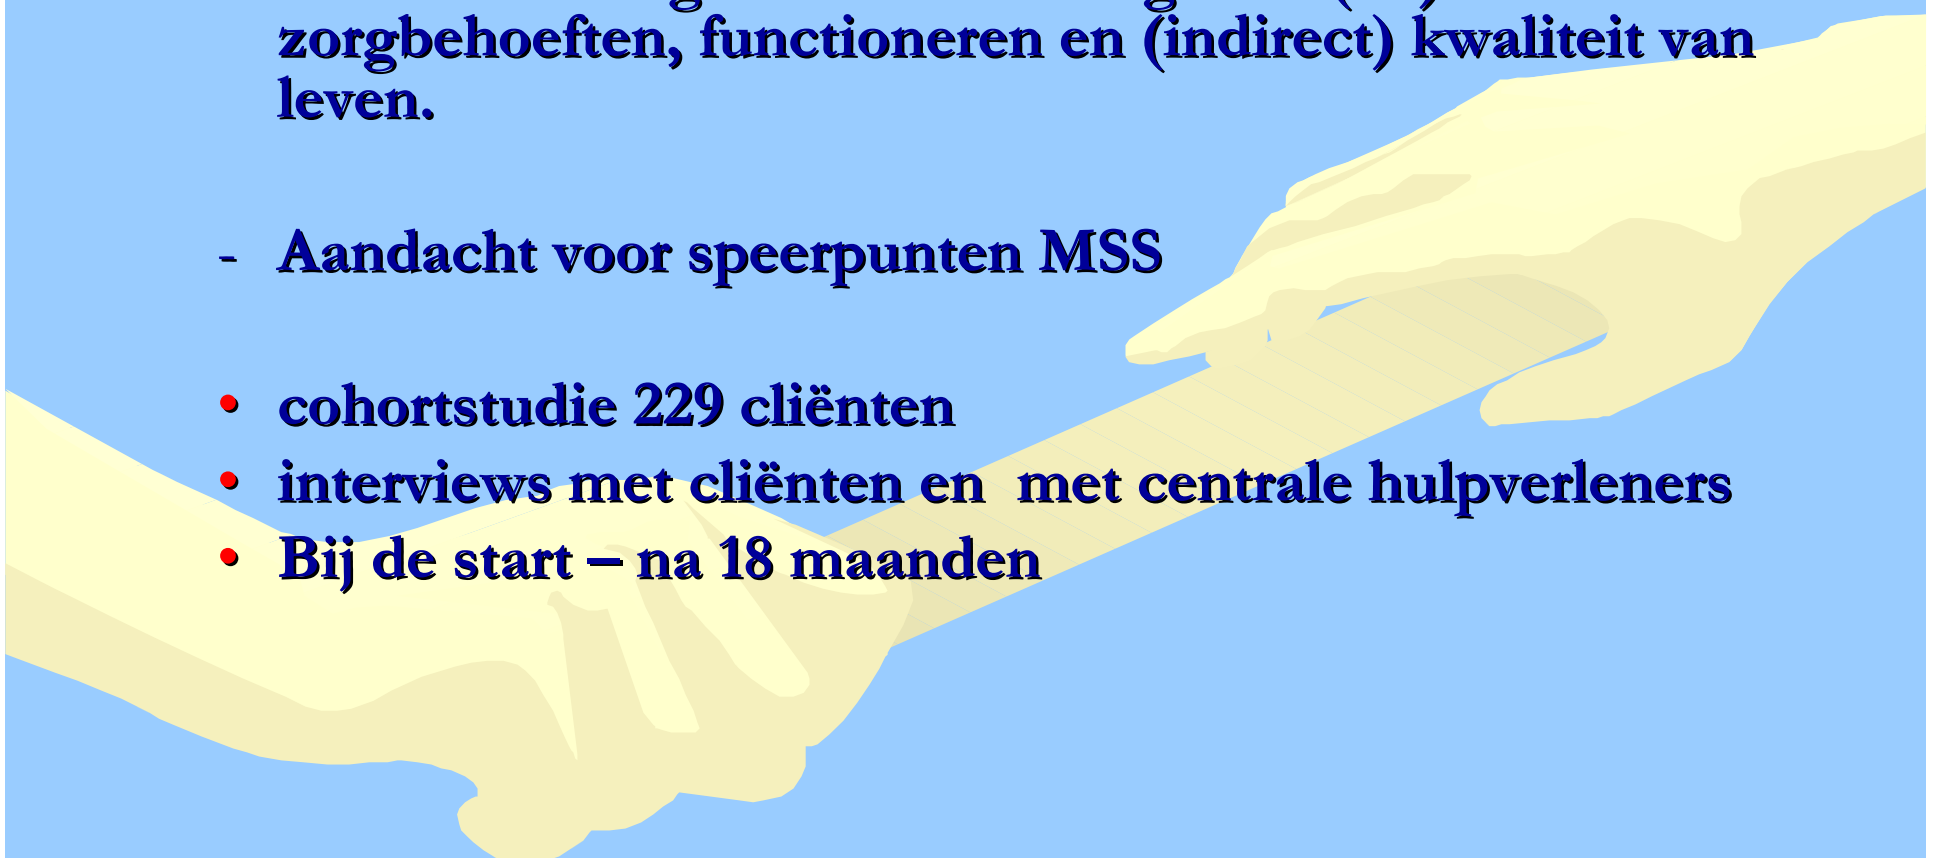 zorgbehoeften, functioneren en (indirect) kwaliteit van
leven.
- Aandacht voor speerpunten MSS
• cohortstudie 229 cliënten
• interviews met cliënten en  met centrale hulpverleners
• Bij de start – na 18 maanden